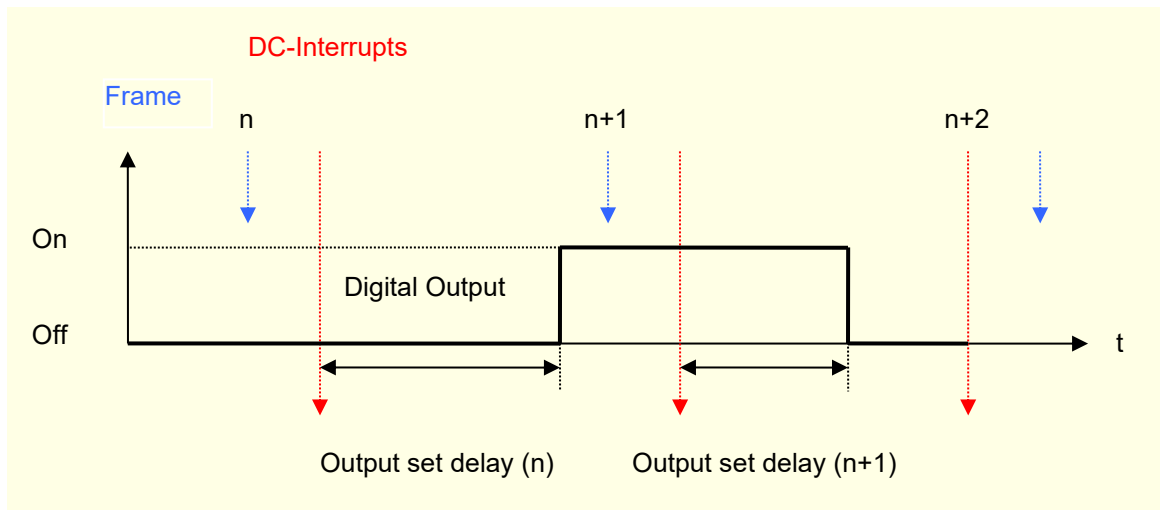 DC-Interrupts
Frame
n
n+1
n+2
On
Digital Output
Off
t
Output set delay (n)
Output set delay (n+1)